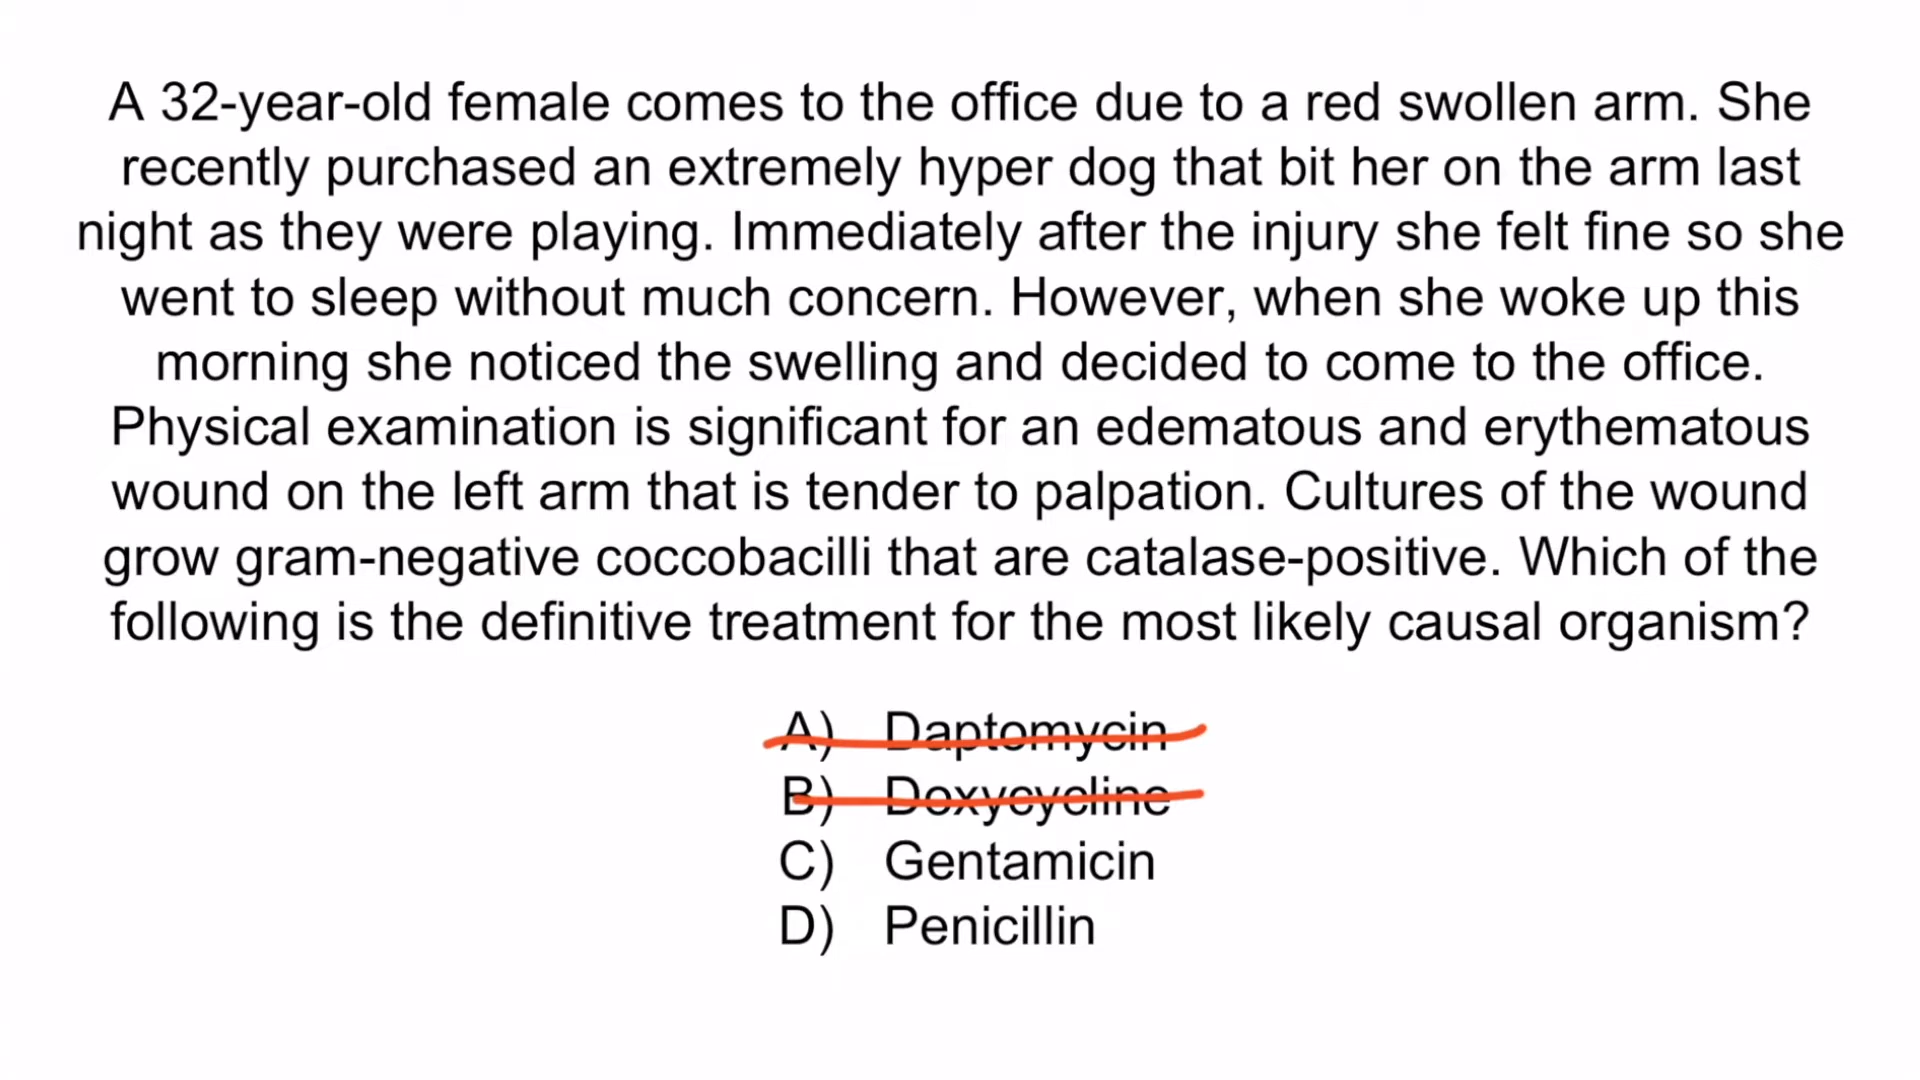 A 32-year-old female comes to the office due to a red swollen arm. She
recently purchased an extremely hyper dog that bit her on the arm last
night as they were playing. Immediately after the injury she felt fine so she
went to sleep without much concern. However, when she woke up this
morning she noticed the swelling and decided to come to the office.
Physical examination is significant for an edematous and erythematous
wound on the left arm that is tender to palpation. Cultures of the wound
grow gram-negative coccobacilli that are catalase-positive. Which of the
following is the definitive treatment for the most likely causal organism?
A) Daptomycin
B) Doxycycline
C) Gentamicin
D) Penicillin